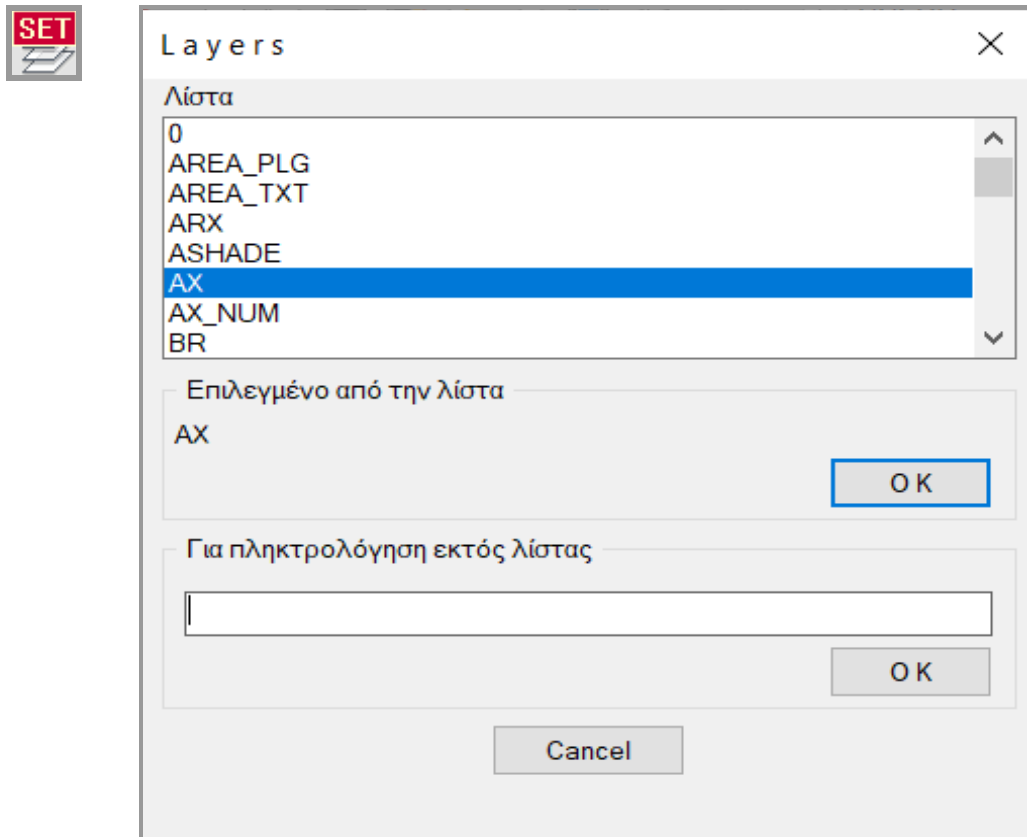 SET
Layers
Λίστα
0
AREA_PLG
AREA_TXT
ARX
ASHADE
AX
AX_NUM
BR
Επιλεγμένο από την λίστα
AX
OK
Για πληκτρολόγηση εκτός λίστας
OK
Cancel